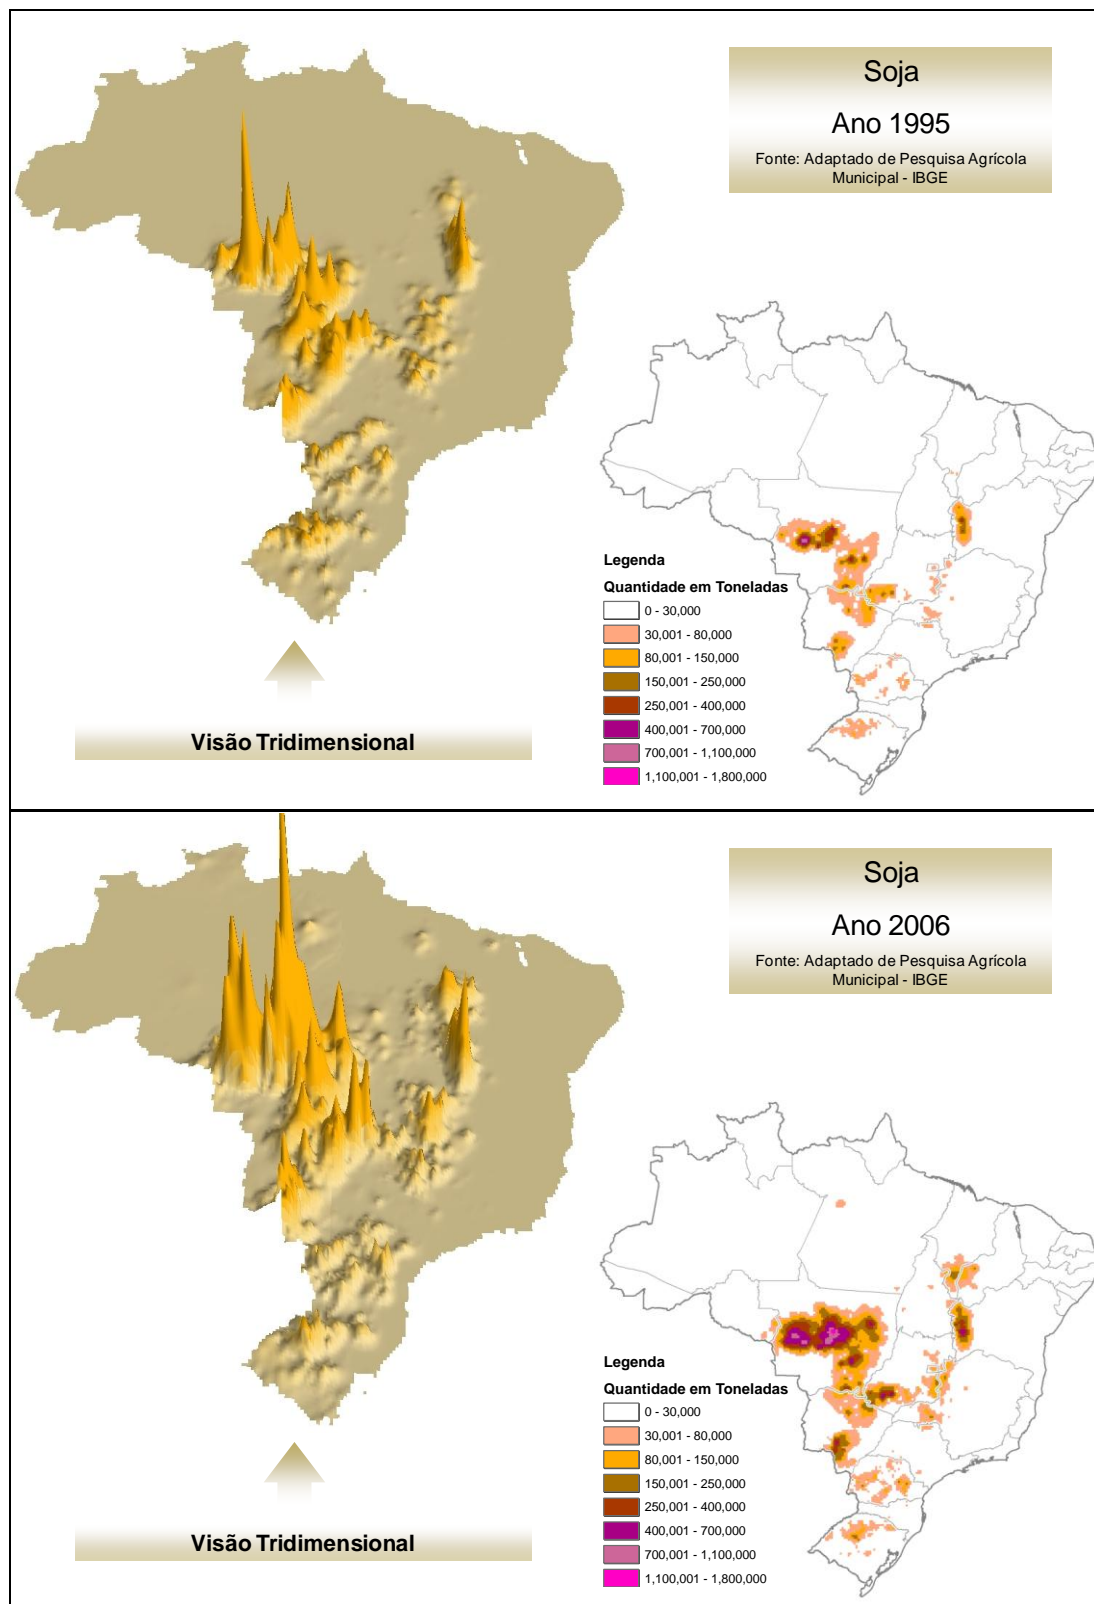 Soja
Ano 1995
Fonte: Adaptado de Pesquisa Agrícola
Municipal - IBGE
Legenda
Quantidade em Toneladas
0 - 30,000
30,001 - 80,000
80,001 - 150,000
150,001 - 250,000
250,001 - 400,000
400,001 - 700,000
700,001 - 1,100,000
1,100,001 - 1,800,000
Visão Tridimensional
Soja
Ano 2006
Fonte: Adaptado de Pesquisa Agrícola
Municipal - IBGE
Legenda
Quantidade em Toneladas
0 - 30,000
30,001 - 80,000
80,001 - 150,000
150,001 - 250,000
250,001 - 400,000
400,001 - 700,000
700,001 - 1,100,000
1,100,001 - 1,800,000
Visão Tridimensional